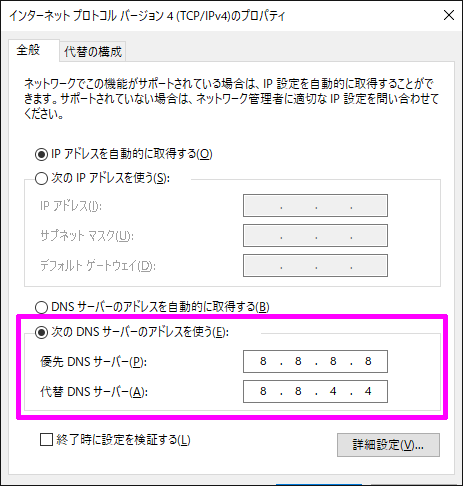 インターネット プロトコル バージョン 4 (TCP/IPv4)のプロパティ
全般
代替の構成
ネットワークでこの機能がサポートされている場合は、IP 設定を自動的に取得することがで
きます。サポートされていない場合は、ネットワーク管理者に適切な IP 設定を問い合わせて
ください。
IP アドレスを自動的に取得する(O)
次の IP アドレスを使う(S):
IP アドレス(I):
サブネット マスク(U):
デフォルト ゲートウェイ(D):
DNS サーバーのアドレスを自動的に取得する(B)
次の DNS サーバーのアドレスを使う(E):
優先 DNS サーバー(P): 8 . 8 . 8 . 8
代替 DNS サーバー(A): 8 . 8 . 4 . 4
終了時に設定を検証する(L)
詳細設定(V)...